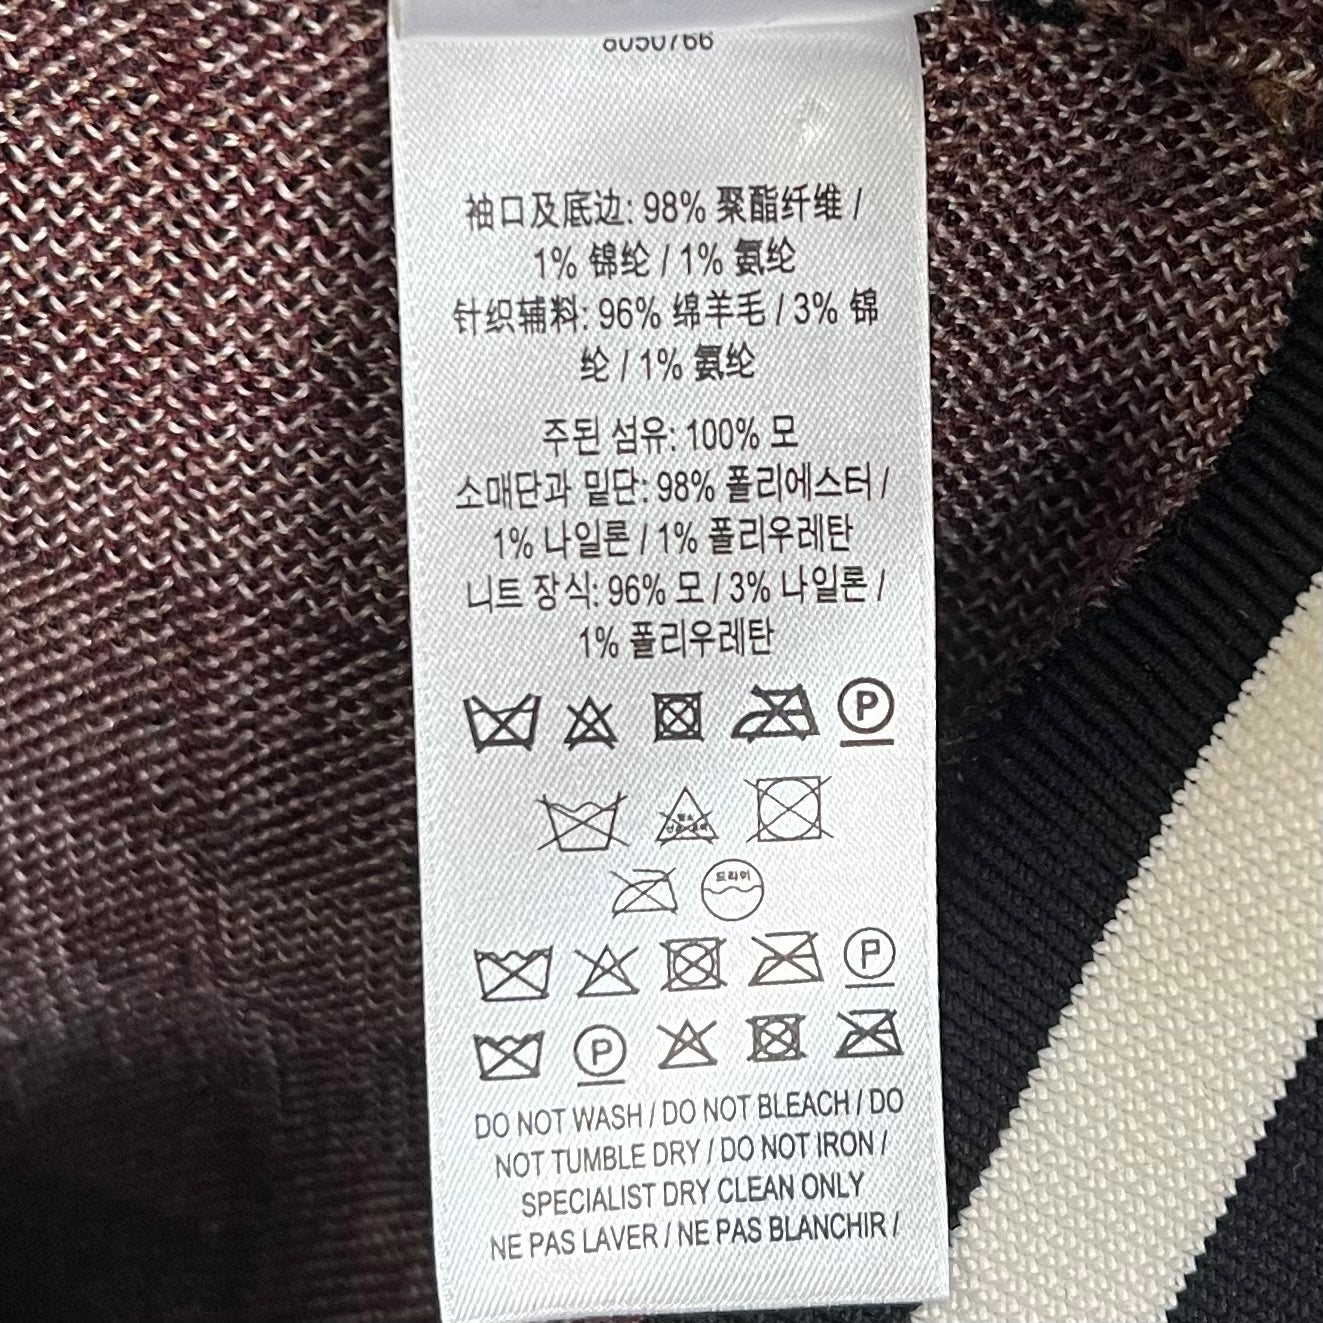 8050766
袖口及底边: 98% 聚酯纤维 /
1% 锦纶 / 1% 氨纶
针织辅料: 96% 绵羊毛 / 3% 锦
纶 / 1% 氨纶
주된 섬유: 100% 모
소매단과 밑단: 98% 폴리에스터 /
1% 나일론 / 1% 폴리우레탄
니트 장식: 96% 모 / 3% 나일론 /
1% 폴리우레탄
P
드라이
P
P
DO NOT WASH / DO NOT BLEACH / DO
NOT TUMBLE DRY / DO NOT IRON /
SPECIALIST DRY CLEAN ONLY
NE PAS LAVER / NE PAS BLANCHIR /